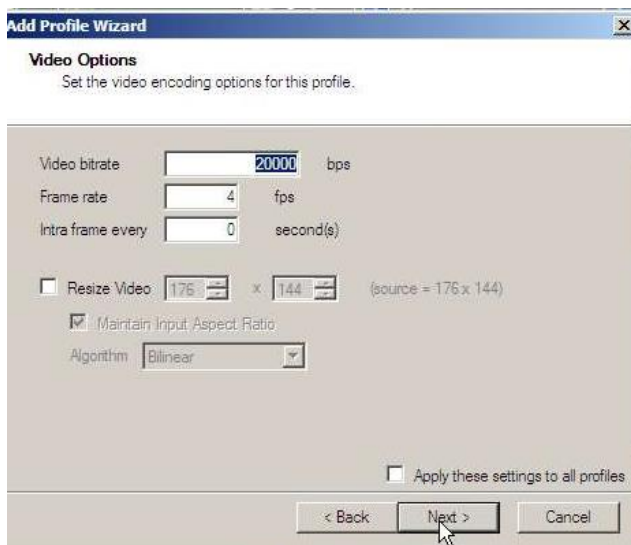 Add Profile Wizard
Video Options
Set the video encoding options for this profile.
Video bitrate 20000 bps
Frame rate 4 fps
Intra frame every 0 second(s)
Resize Video 176 x 144 (source = 176 x 144)
Maintain Input Aspect Ratio
Algorithm Bilinear
Apply these settings to all profiles
< Back Next > Cancel